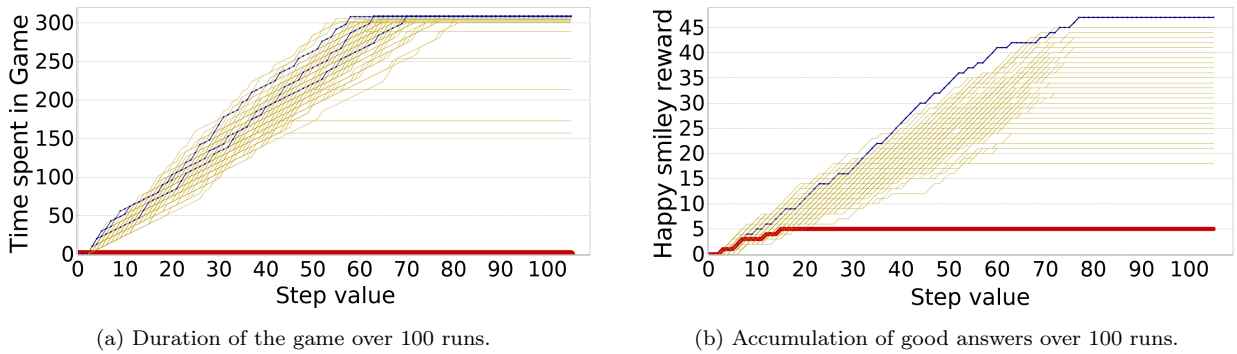 Time spent in Game
300
250
200
150
100
50
0
0 10 20 30 40 50 60 70 80 90 100
Step value
(a) Duration of the game over 100 runs.
Happy smiley reward
45
40
35
30
25
20
15
10
5
0
0 10 20 30 40 50 60 70 80 90 100
Step value
(b) Accumulation of good answers over 100 runs.